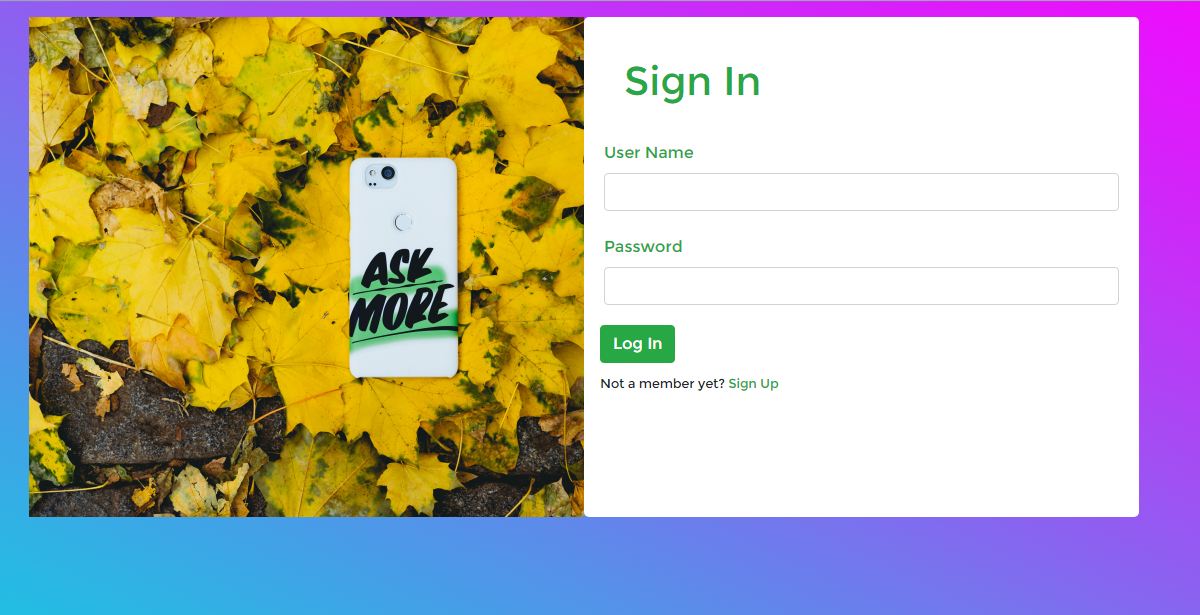 ASK
MORE
Sign In
User Name
Password
Log In
Not a member yet? Sign Up